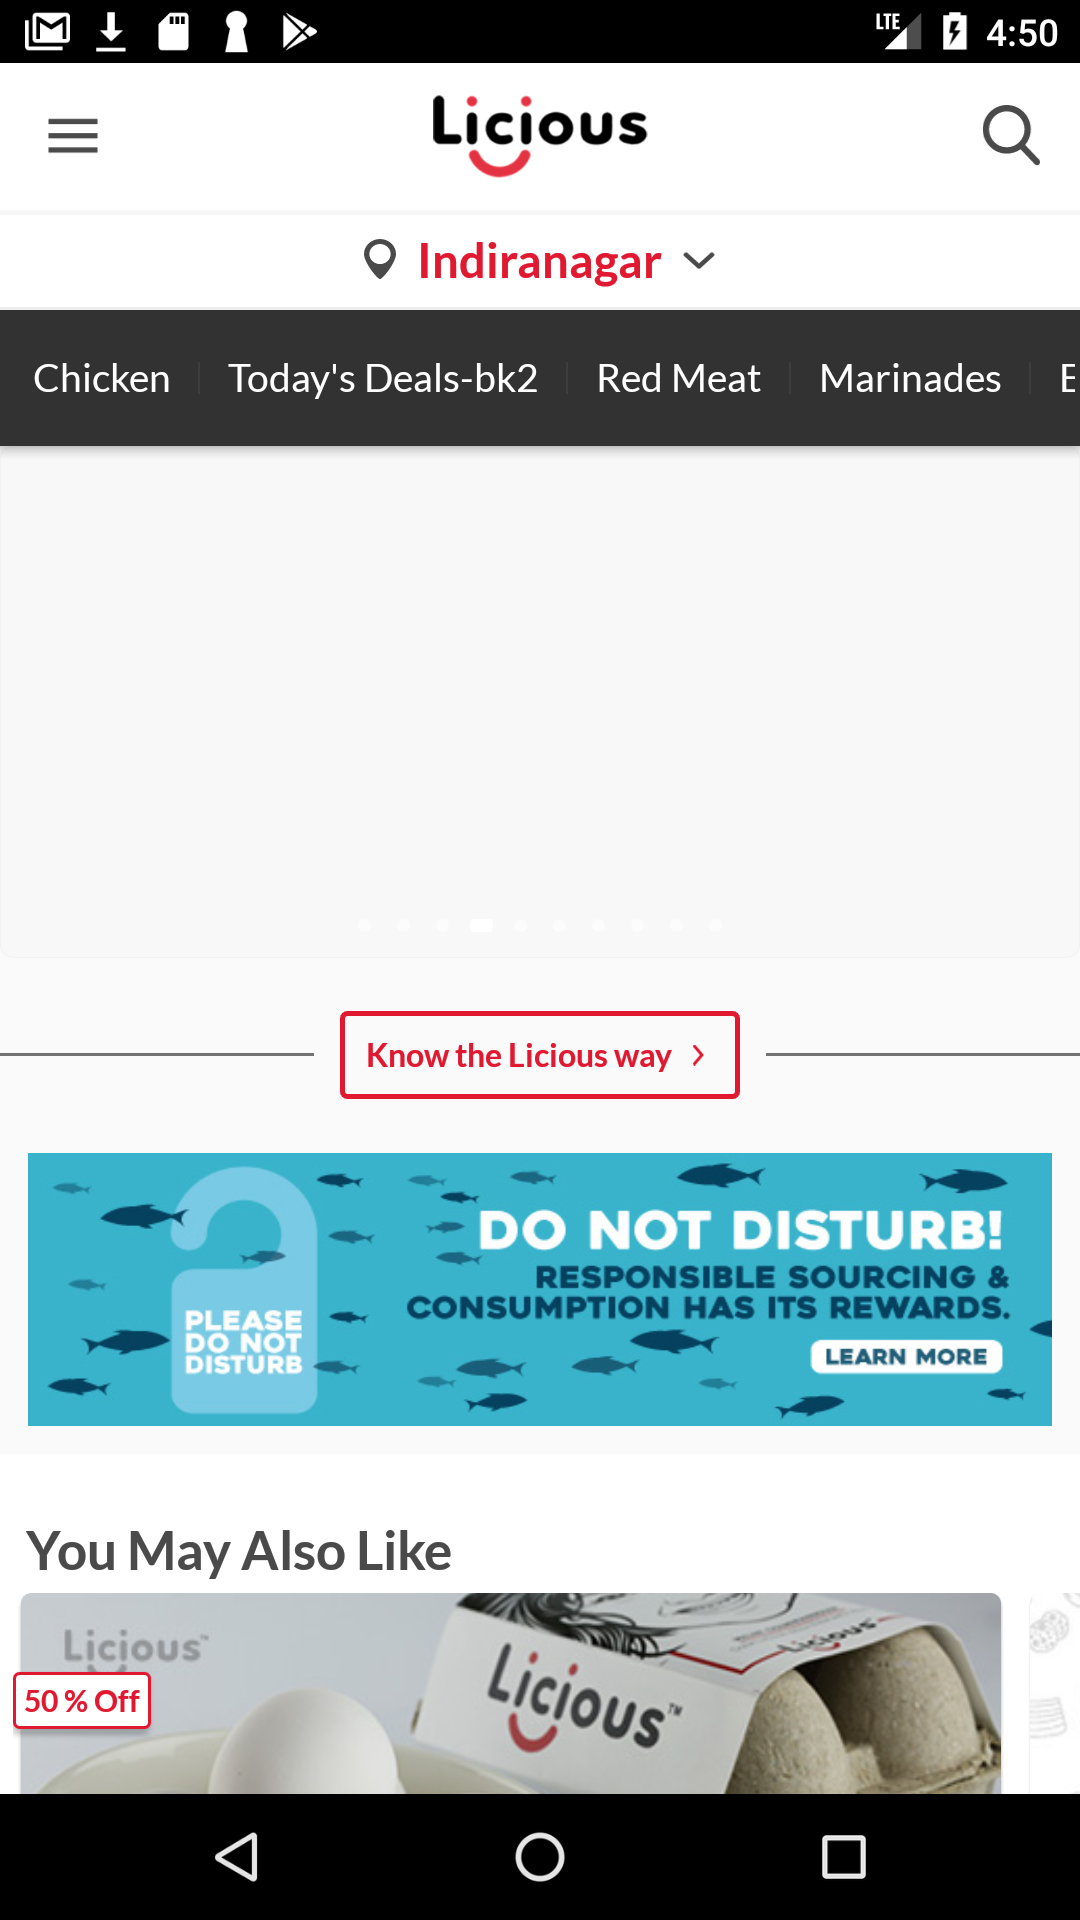 LTE 4:50
Licious
Indiranagar
Chicken Today's Deals-bk2 Red Meat Marinades
Know the Licious way
DO NOT DISTURB!
RESPONSIBLE SOURCING &
CONSUMPTION HAS ITS REWARDS.
LEARN MORE
PLEASE
DO NOT
DISTURB
You May Also Like
Licious™
50 % Off
Licious™
Licious